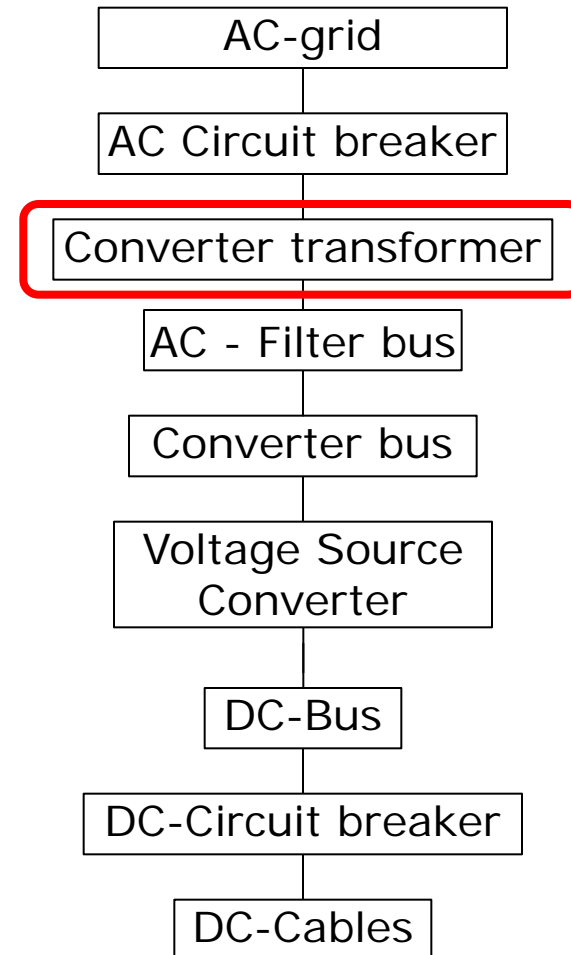 AC-grid
AC Circuit breaker
Converter transformer
AC - Filter bus
Converter bus
Voltage Source
Converter
DC-Bus
DC-Circuit breaker
DC-Cables